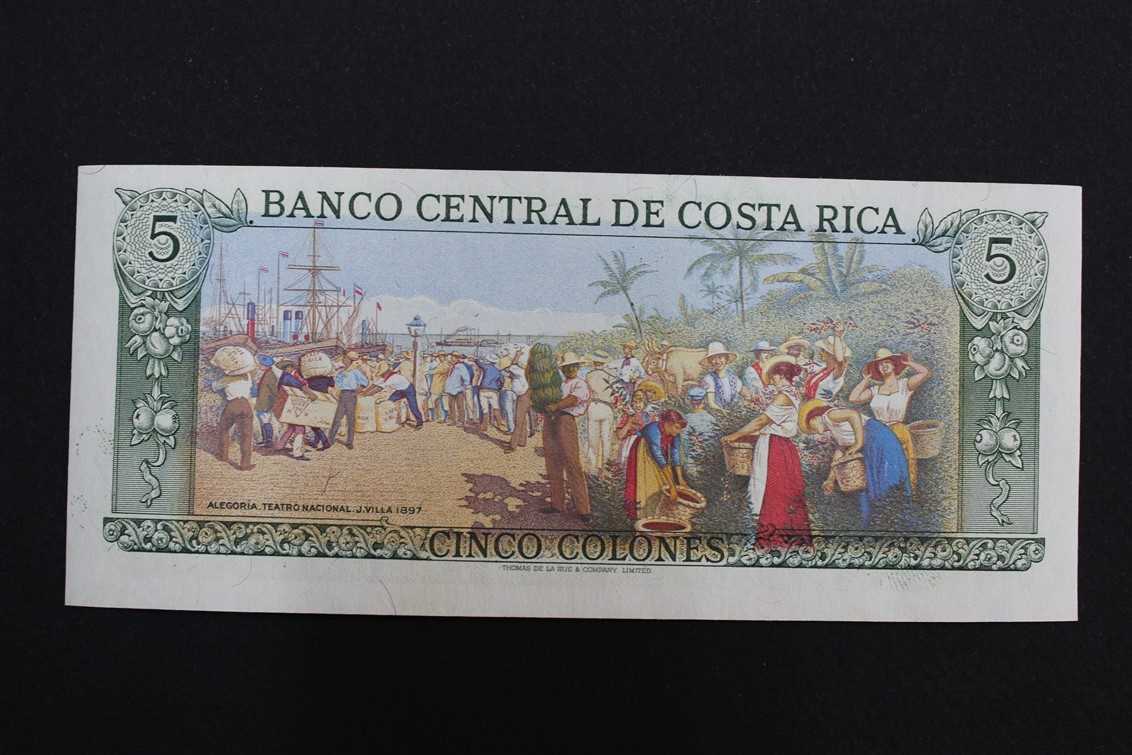 BANCO CENTRAL DE COSTA RICA
5
5
ALEGORIA. TEATRO NACIONAL. J. VILLA 1897
CINCO COLONES
THOMAS DE LA RUE & COMPANY, LIMITED